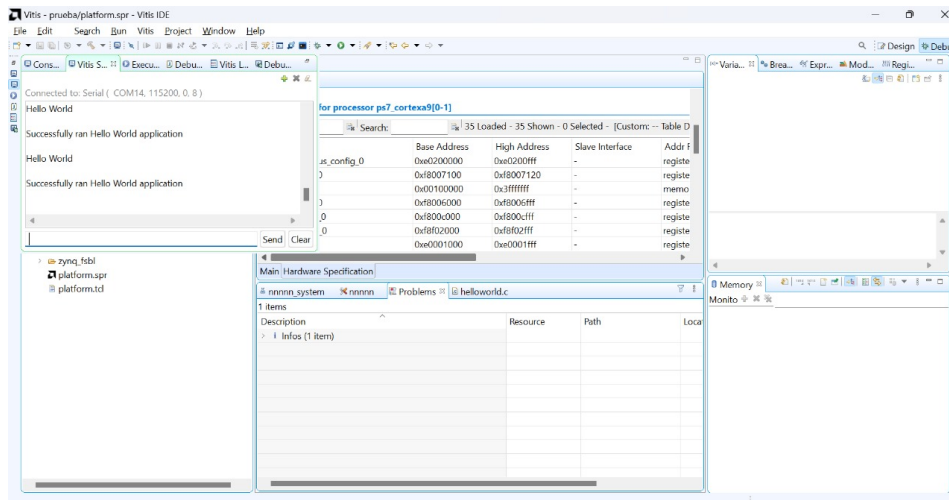 Vitis - prueba/platform.spr - Vitis IDE
File Edit Search Run Vitis Project Window Help
Design Debu
Cons... Vitis S... Execu... Debu... Vitis L... Debu...
Connected to: Serial ( COM14, 115200, 0, 8 )
Hello World
Successfully ran Hello World application
Hello World
Successfully ran Hello World application
Send Clear
zynq_fsbl
platform.spr
platform.tcl
for processor ps7_cortexa9[0-1]
Search: 35 Loaded - 35 Shown - 0 Selected - [Custom: -- Table D
Base Address High Address Slave Interface Addr
us_config_0 0xe0200000 0xe0200fff - registe
0xf8007100 0xf8007120 - registe
0x00100000 0x3fffffff - memo
0xf8006000 0xf8006fff - registe
_0 0xf800c000 0xf800cfff - registe
_0 0xf8f02000 0xf8f02fff - registe
0xe0001000 0xe0001fff - registe
Main Hardware Specification
nnnnn_system nnnnn Problems helloworld.c
1 items
Description Resource Path Loca
Infos (1 item)
Varia... Brea... Expr... Mod... Regi...
Memory
Monito